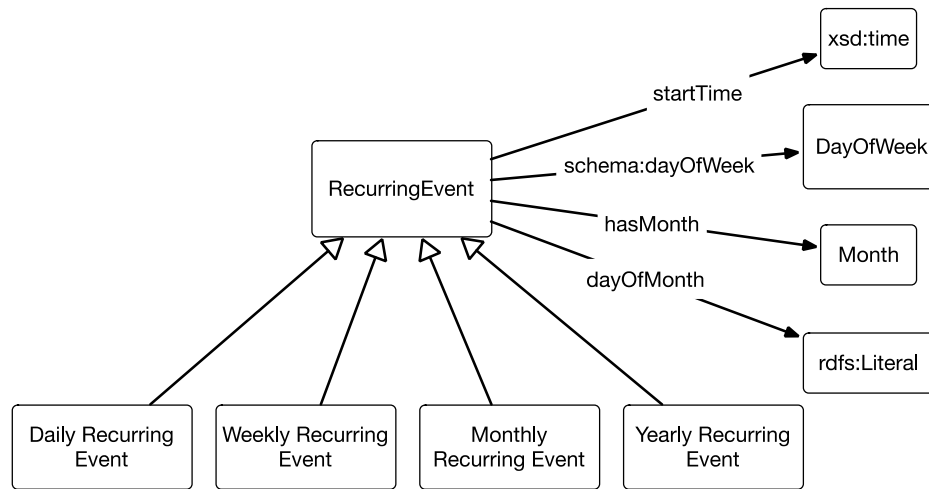 xsd:time
startTime
DayOfWeek
schema:dayOfWeek
RecurringEvent
hasMonth
Month
dayOfMonth
rdfs:Literal
Daily Recurring
Event
Weekly Recurring
Event
Monthly
Recurring Event
Yearly Recurring
Event